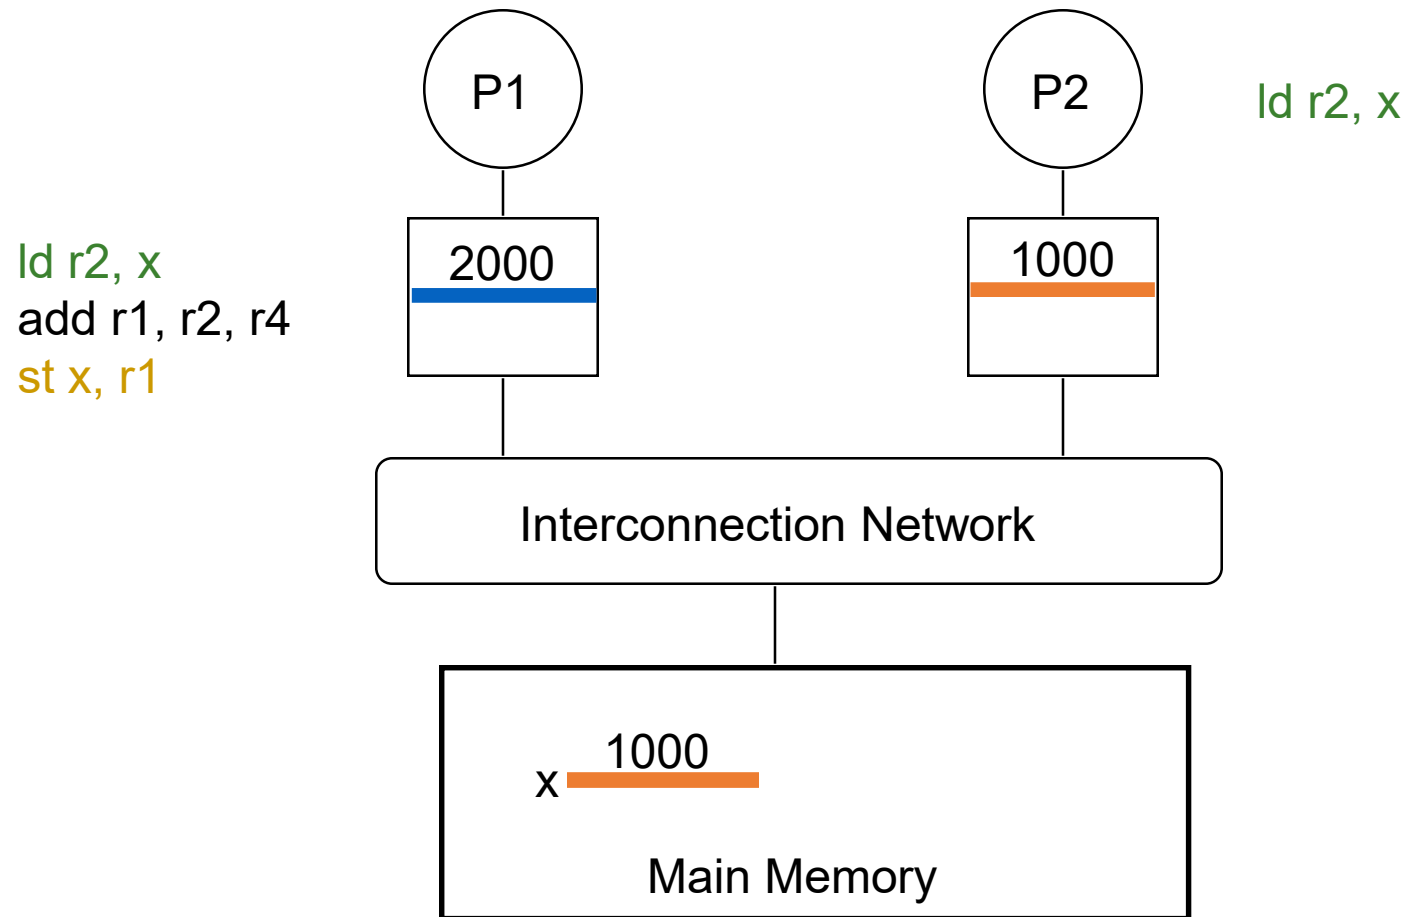 P1
P2
ld r2, x
2000
1000
ld r2, x
add r1, r2, r4
st x, r1
Interconnection Network
1000
x
Main Memory